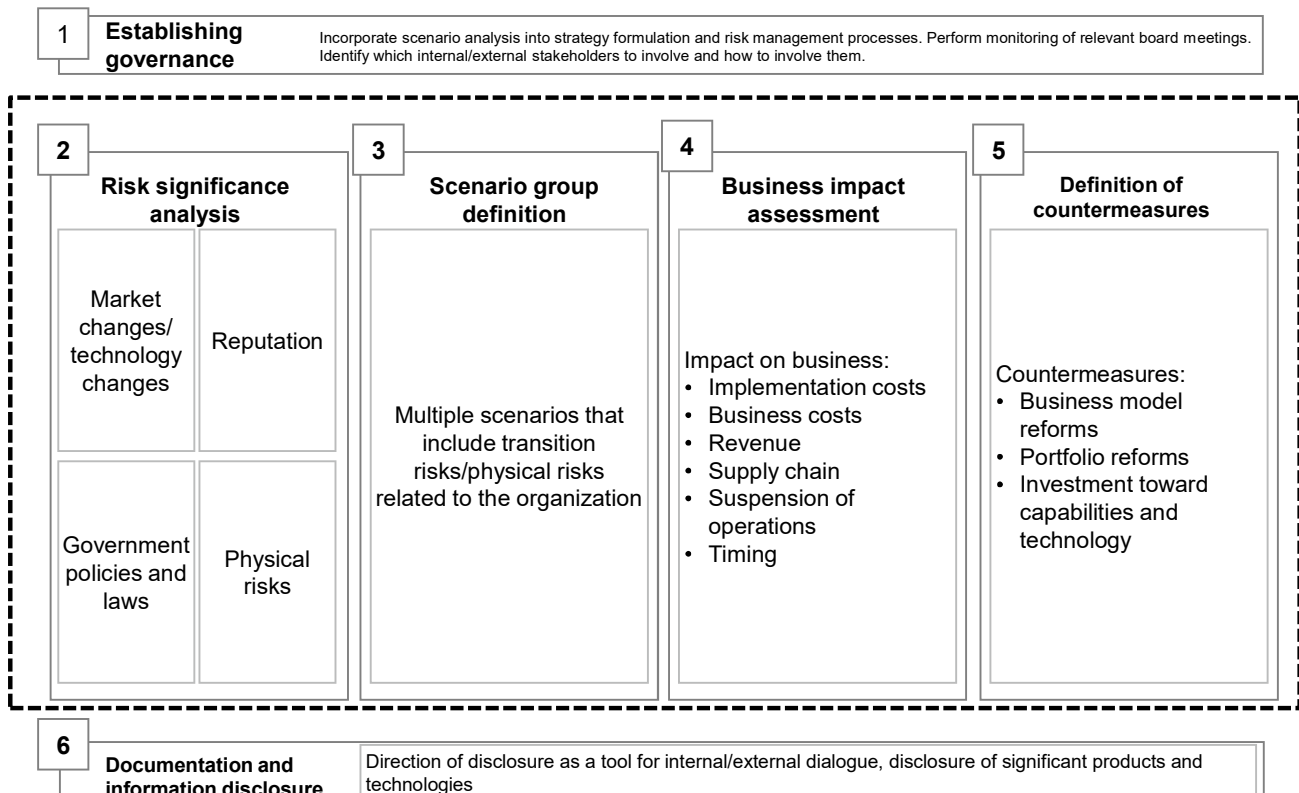 1
Establishing
governance
Incorporate scenario analysis into strategy formulation and risk management processes. Perform monitoring of relevant board meetings.
Identify which internal/external stakeholders to involve and how to involve them.
2
Risk significance
analysis
Market
changes/
technology
changes
Reputation
Government
policies and
laws
Physical
risks
3
Scenario group
definition
Multiple scenarios that
include transition
risks/physical risks
related to the organization
4
Business impact
assessment
Impact on business:
• Implementation costs
• Business costs
• Revenue
• Supply chain
• Suspension of
operations
• Timing
5
Definition of
countermeasures
Countermeasures:
• Business model
reforms
• Portfolio reforms
• Investment toward
capabilities and
technology
6
Documentation and
information disclosure
Direction of disclosure as a tool for internal/external dialogue, disclosure of significant products and
technologies